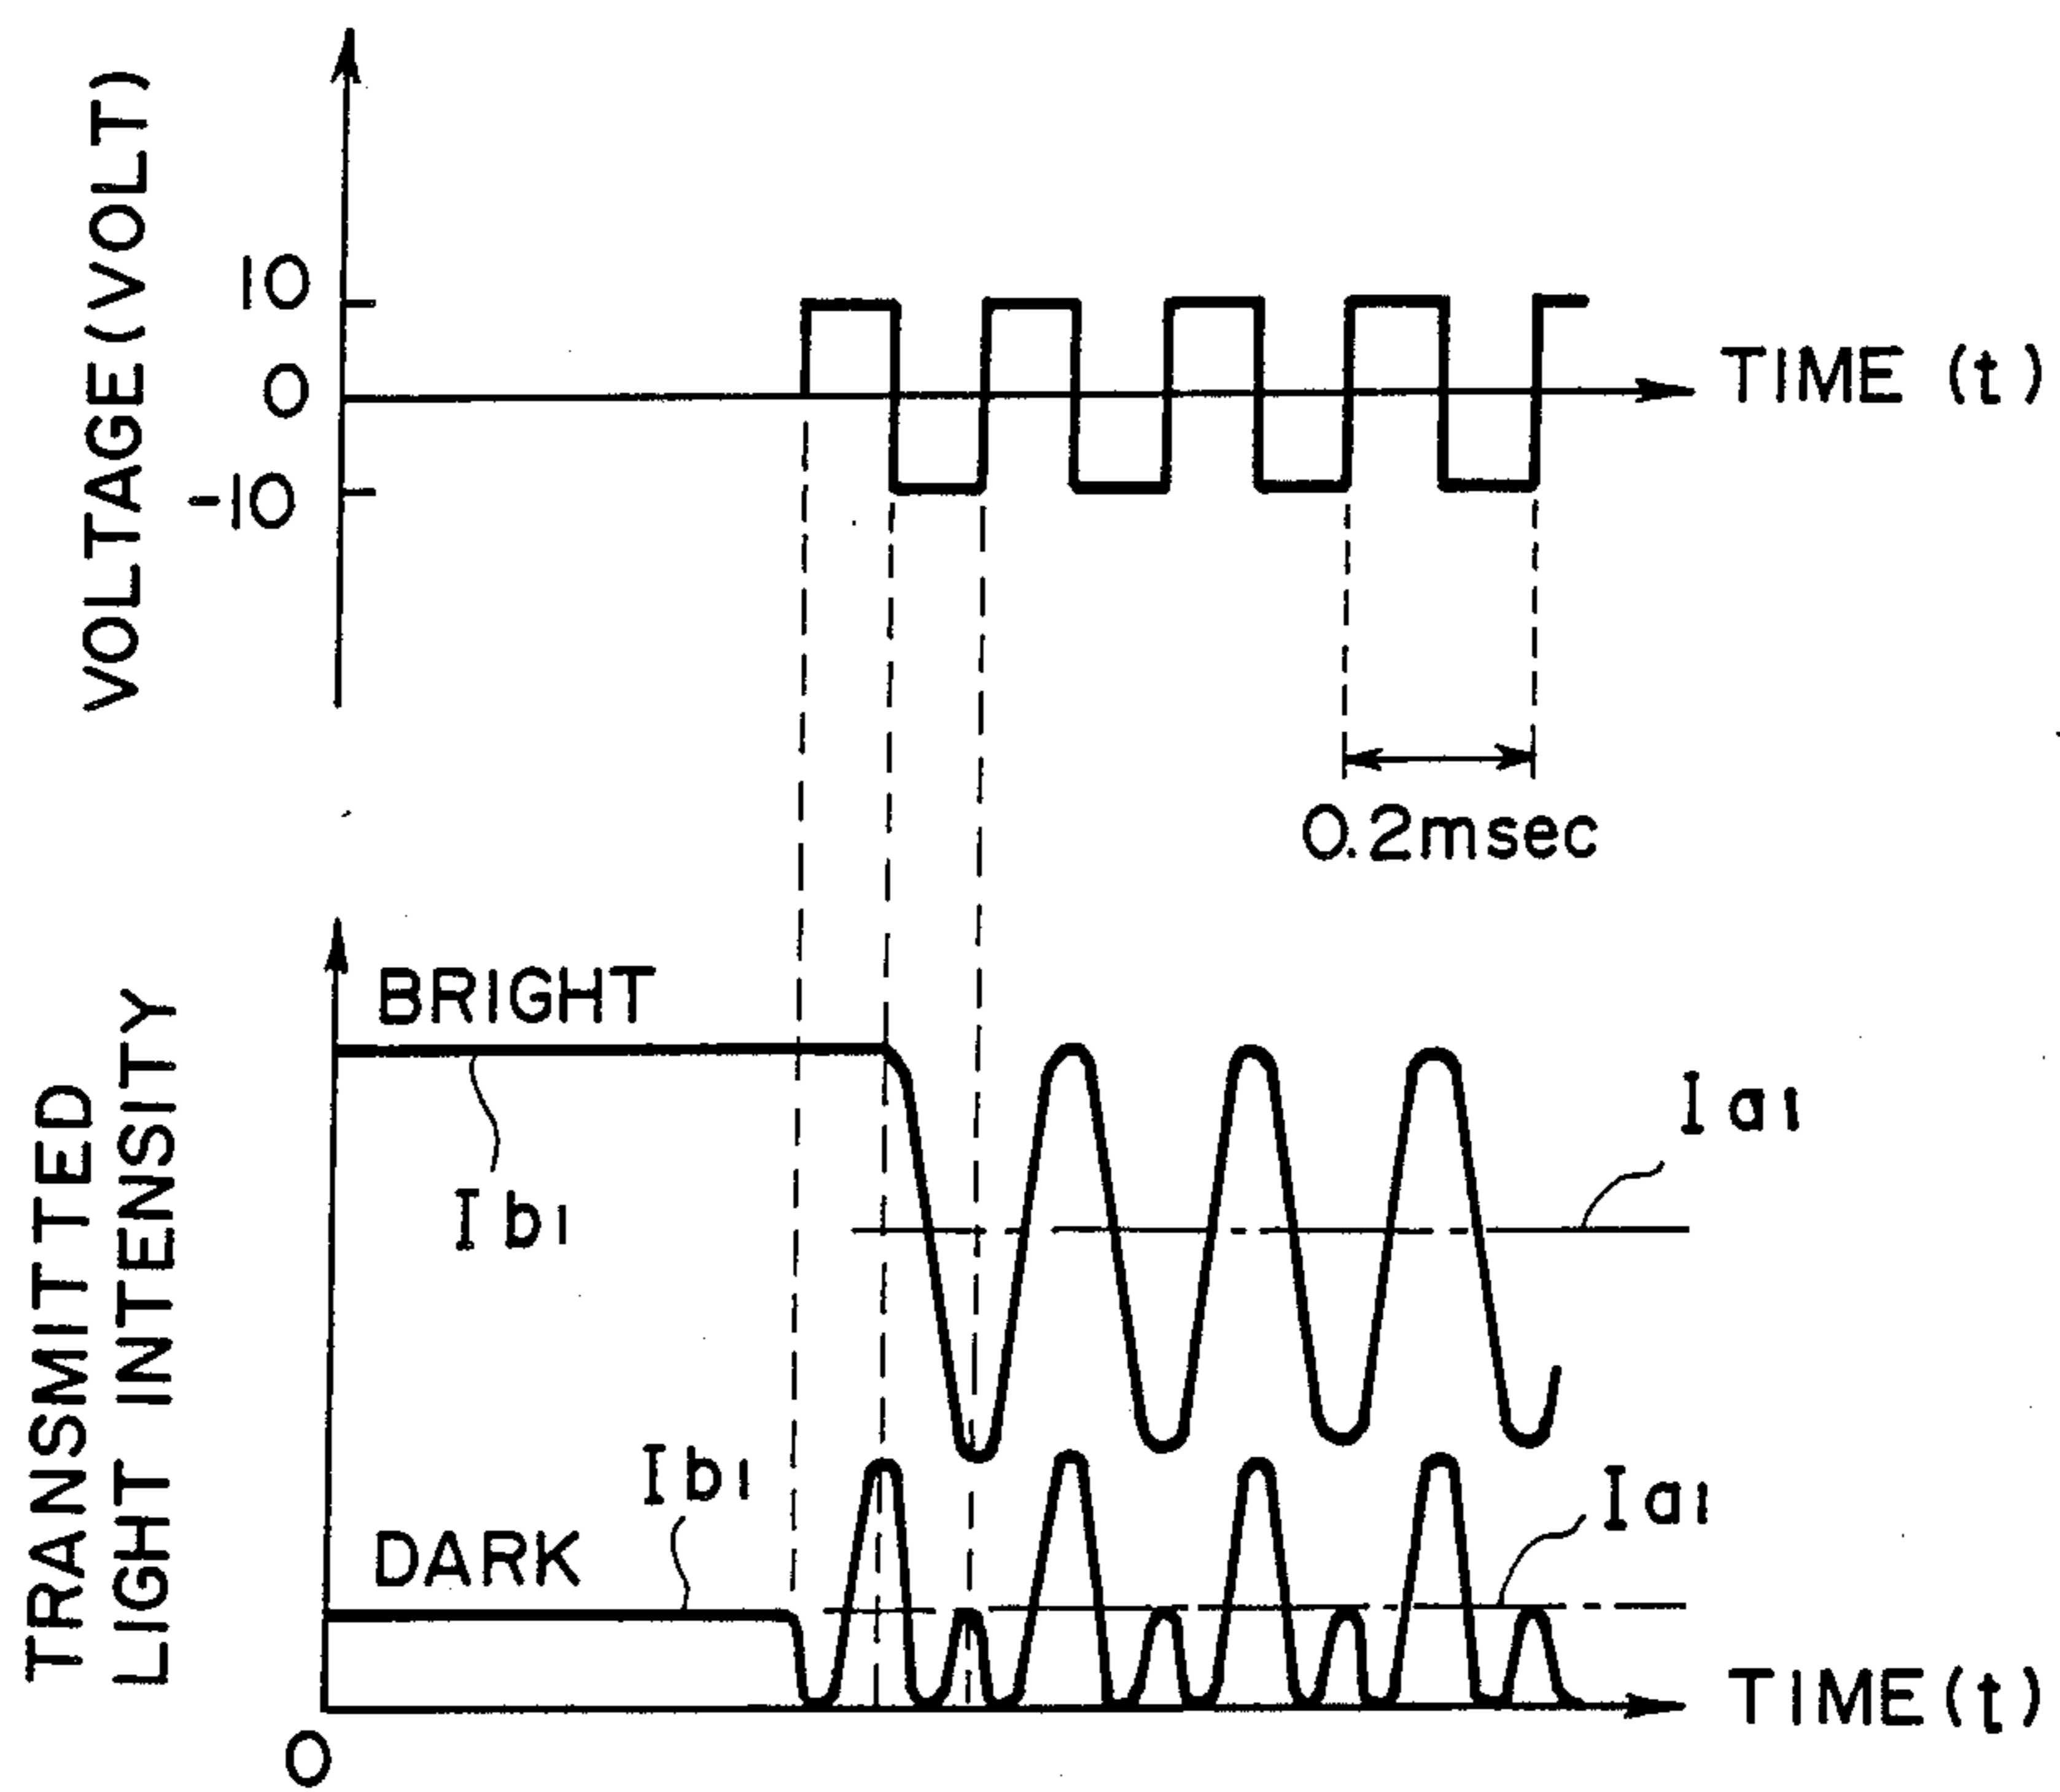 VOLTAGE (VOLT)
10
0
-10
TIME (t)
0.2msec
TRANSMITTED
LIGHT INTENSITY
BRIGHT
Ib1
Ia1
Ib1
DARK
Ia1
TIME (t)
0